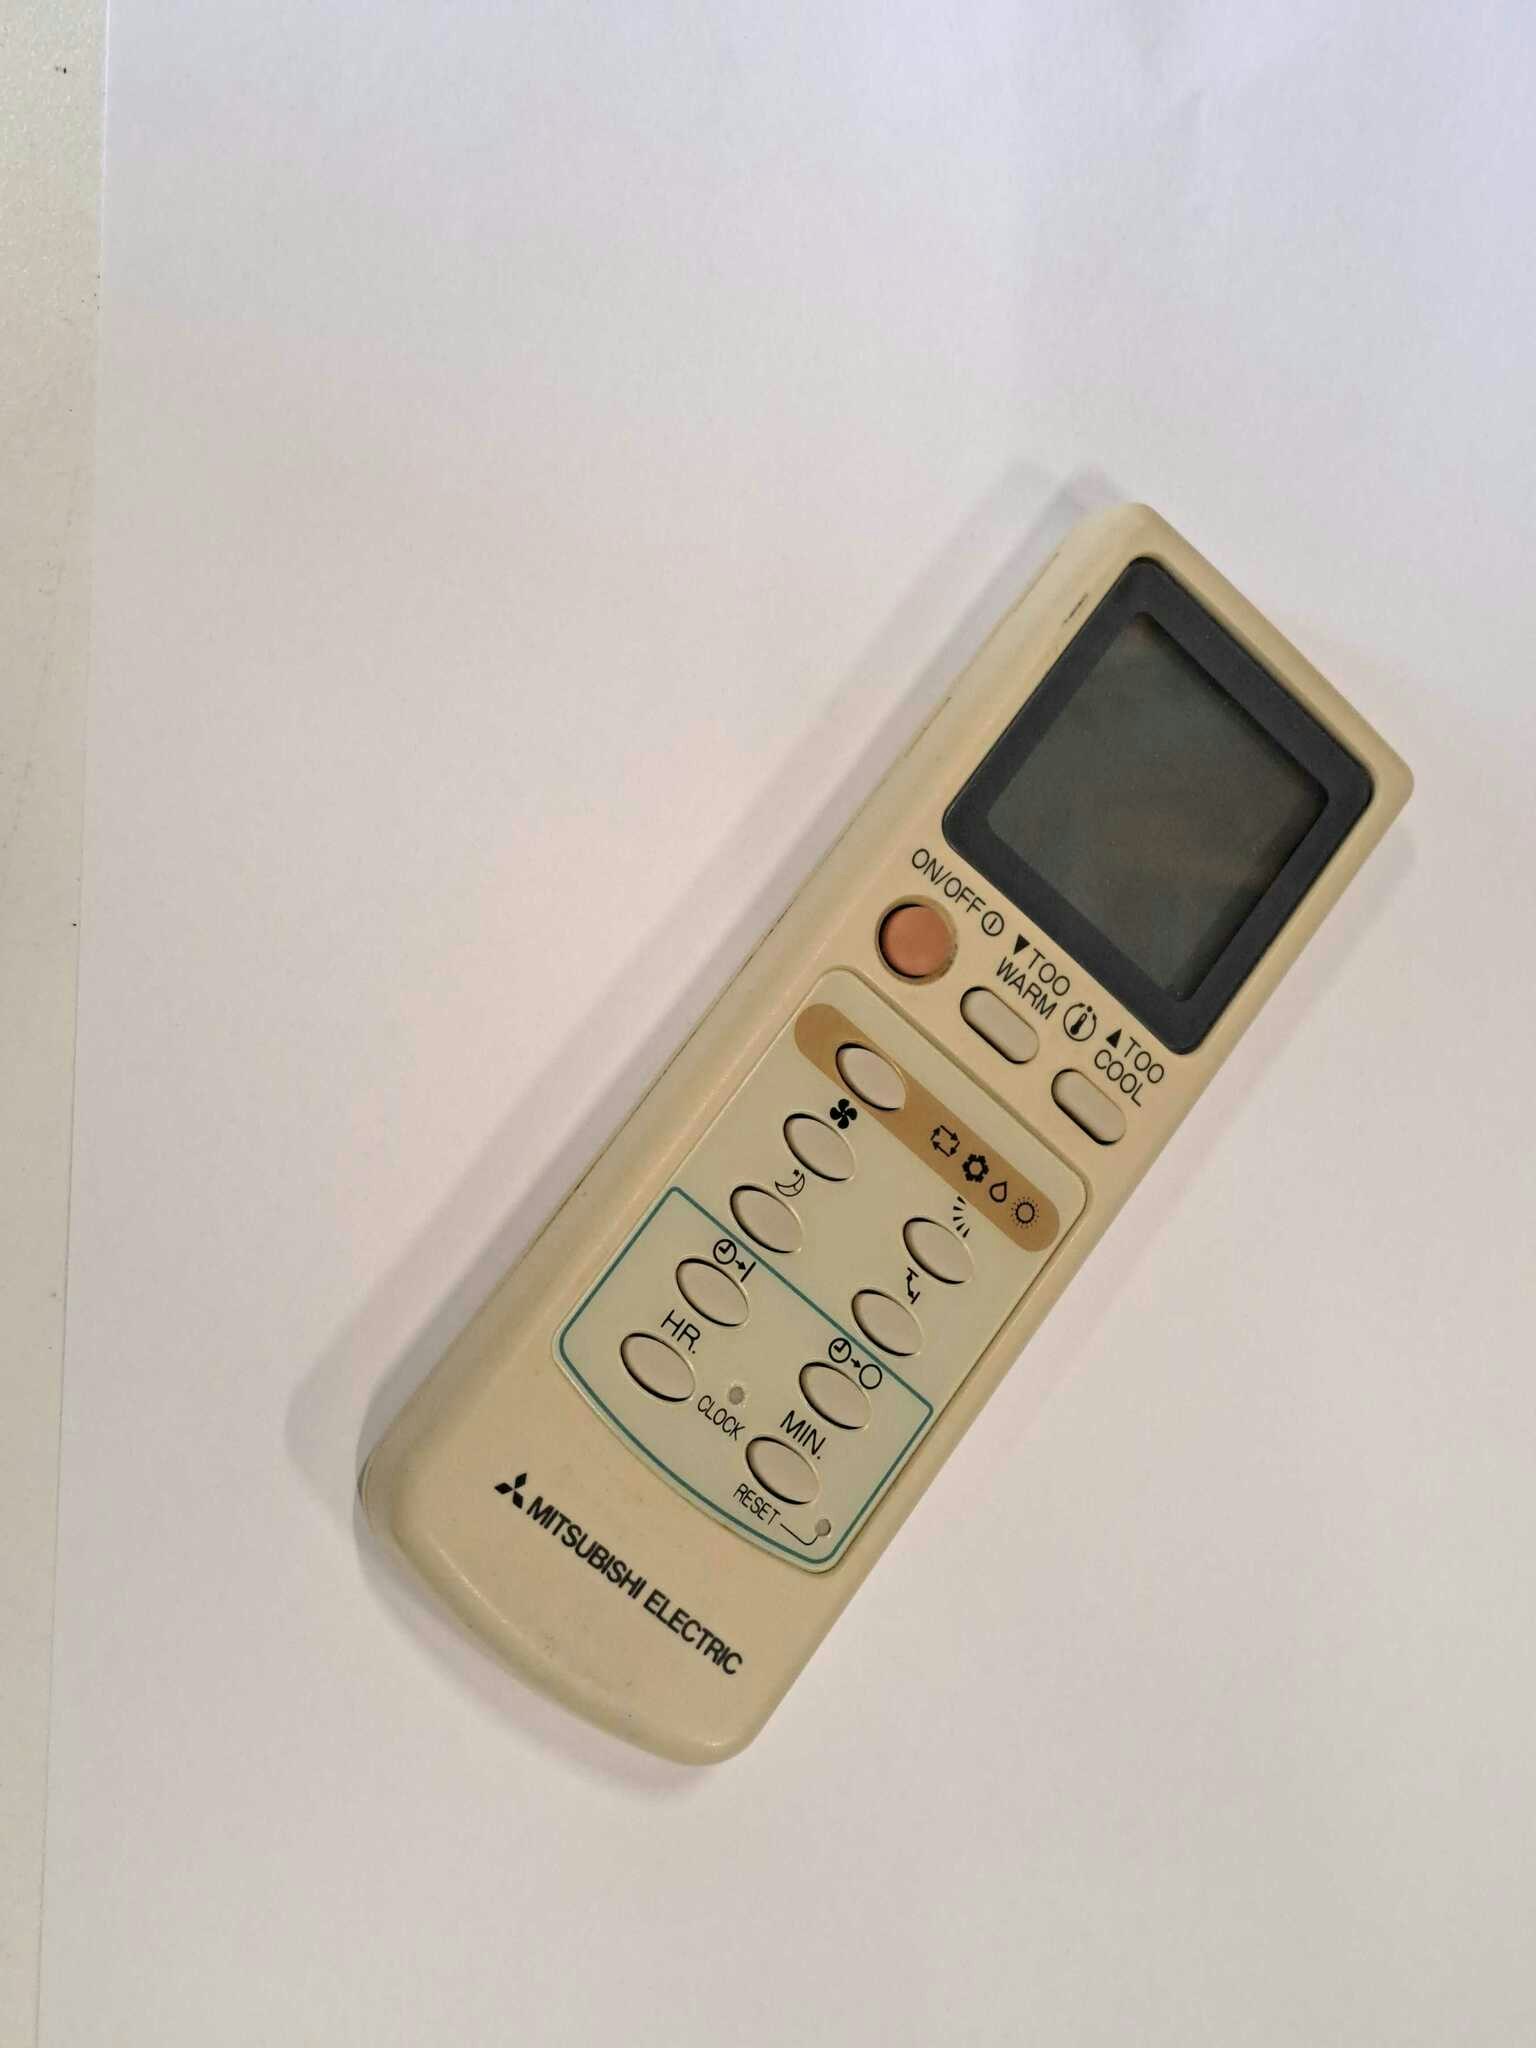 ON/OFF
▼TOO
WARM
▲TOO
COOL
HR.
MIN.
CLOCK
RESET
MITSUBISHI ELECTRIC